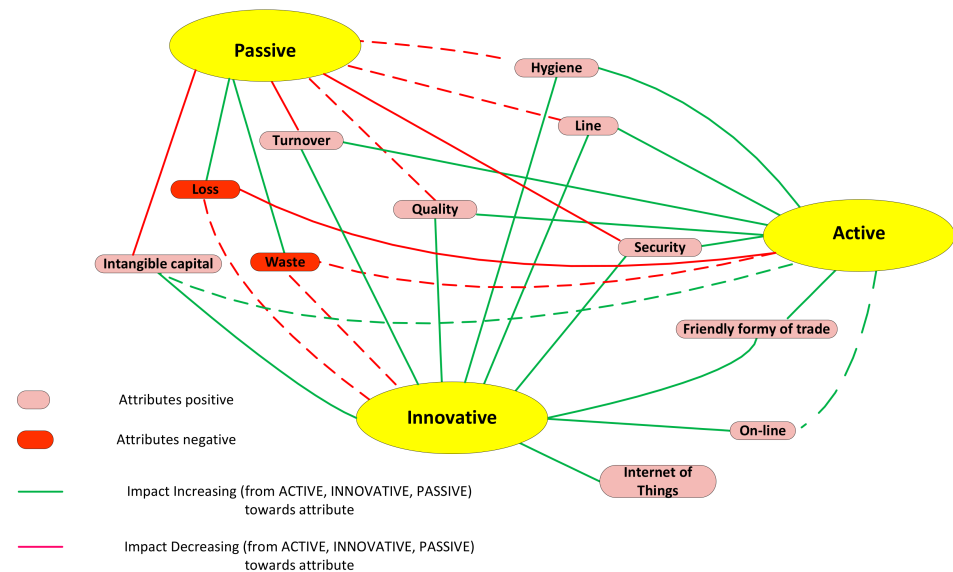 Passive
Hygiene
Line
Turnover
Loss
Quality
Active
Security
Intangible capital
Waste
Friendly formy of trade
Attributes positive
Innovative
On-line
Attributes negative
Internet of
Things
Impact Increasing (from ACTIVE, INNOVATIVE, PASSIVE)
towards attribute
Impact Decreasing (from ACTIVE, INNOVATIVE, PASSIVE)
towards attribute